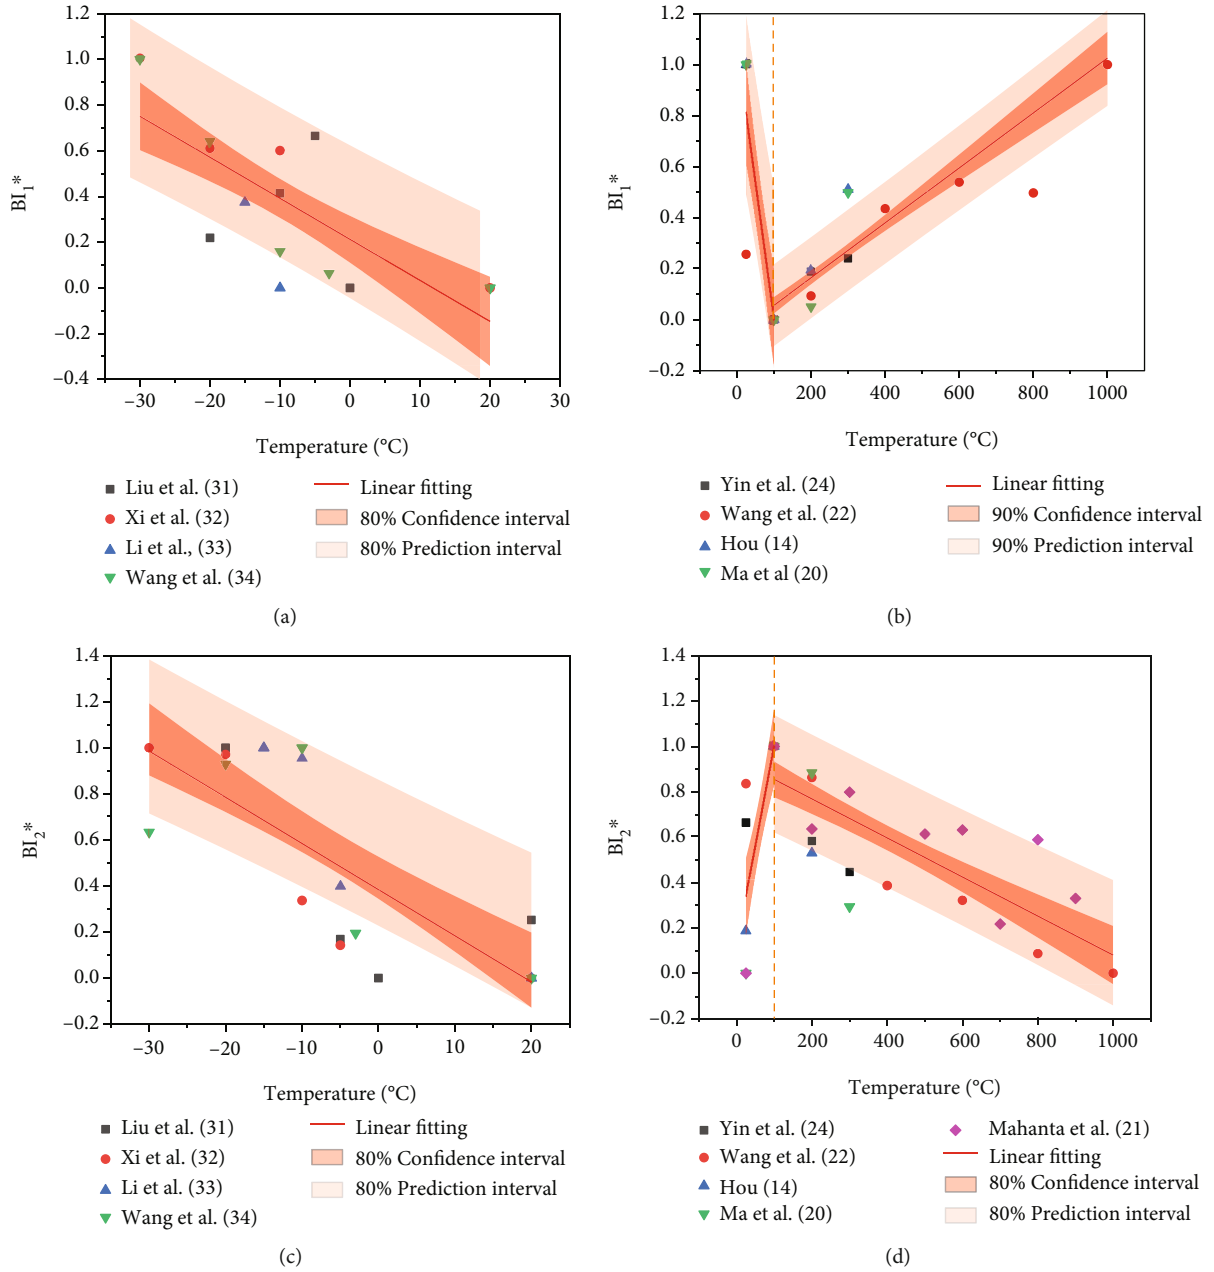 1.2
1.0
0.8
0.6
0.4
0.2
0.0
–0.2
–0.4
BI1*
–30
–20
–10
0
10
20
30
Temperature (°C)
Liu et al. (31)
Xi et al. (32)
Li et al., (33)
Wang et al. (34)
Linear fitting
80% Confidence interval
80% Prediction interval
(a)
1.2
1.0
0.8
0.6
0.4
0.2
0.0
–0.2
BI1*
0
200
400
600
800
1000
Temperature (°C)
Yin et al. (24)
Wang et al. (22)
Hou (14)
Ma et al (20)
Linear fitting
90% Confidence interval
90% Prediction interval
(b)
1.4
1.2
1.0
0.8
0.6
0.4
0.2
0.0
–0.2
BI2*
–30
–20
–10
0
10
20
Temperature (°C)
Liu et al. (31)
Xi et al. (32)
Li et al. (33)
Wang et al. (34)
Linear fitting
80% Confidence interval
80% Prediction interval
(c)
1.4
1.2
1.0
0.8
0.6
0.4
0.2
0.0
–0.2
BI2*
0
200
400
600
800
1000
Temperature (°C)
Yin et al. (24)
Wang et al. (22)
Hou (14)
Ma et al. (20)
Mahanta et al. (21)
Linear fitting
80% Confidence interval
80% Prediction interval
(d)